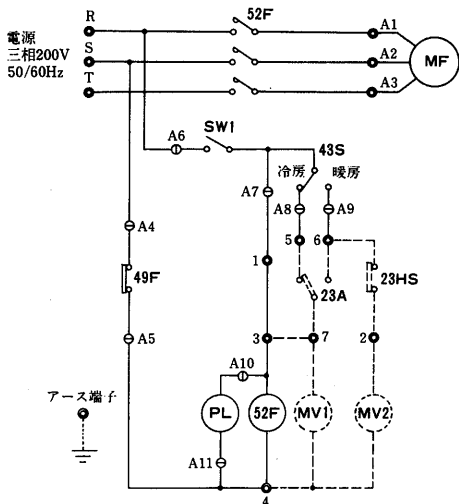 R
52F
A1
電源
三相200V
50/60Hz
S
A2
MF
T
A3
A6
SW1
43S
冷房
暖房
A7
A8
A9
A4
5
6
49F
1
23A
23HS
A5
3
7
2
A10
アース端子
PL
52F
MV1
MV2
A11
4